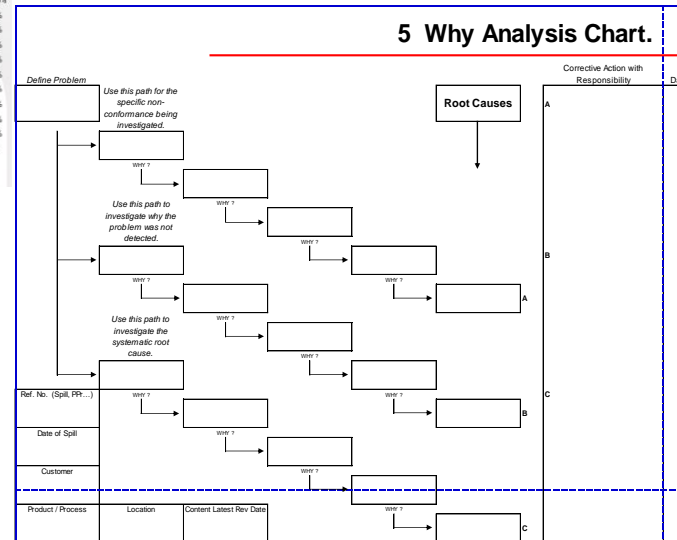 5 Why Analysis Chart.
Corrective Action with
Responsibility
Define Problem
Use this path for the
specific non-
conformance being
investigated.
Root Causes
A
WHY ?
WHY ?
Use this path to
investigate why the
problem was not
detected.
WHY ?
B
WHY ?
WHY ?
A
Use this path to
investigate the
systematic root
cause.
WHY ?
WHY ?
Ref. No. (Spill, PPr…)
WHY ?
WHY ?
C
B
Date of Spill
WHY ?
Customer
WHY ?
Product / Process
Location
Content Latest Rev Date
WHY ?
C